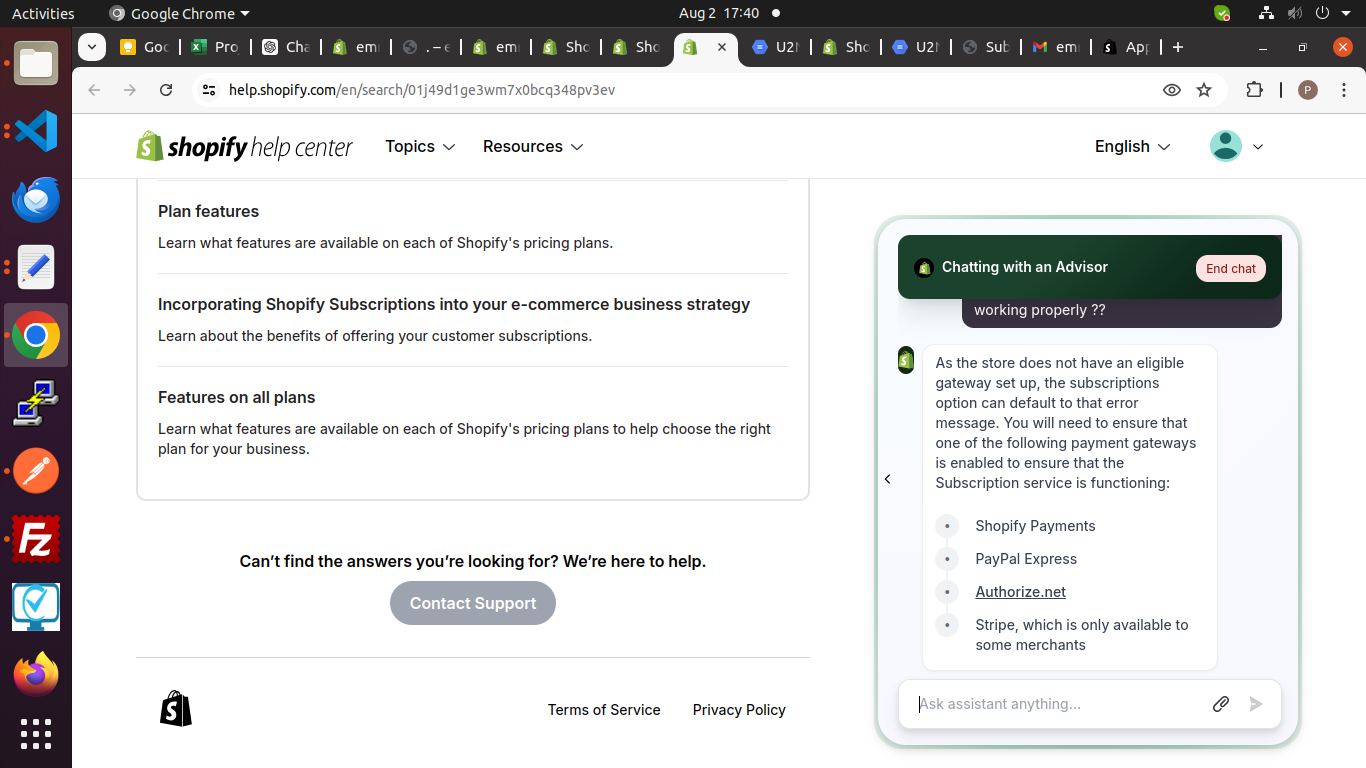 Activities
Google Chrome
Aug 2 17:40
Goo
Pro
Cha
emr
. – e
emr
Sho
Sho
U2N
Sho
U2N
Sub
emr
App
help.shopify.com/en/search/01j49d1ge3wm7x0bcq348pv3ev
P
shopify help center
Topics
Resources
English
Plan features
Learn what features are available on each of Shopify's pricing plans.
Incorporating Shopify Subscriptions into your e-commerce business strategy
Learn about the benefits of offering your customer subscriptions.
Features on all plans
Learn what features are available on each of Shopify's pricing plans to help choose the right
plan for your business.
Can’t find the answers you’re looking for? We’re here to help.
Contact Support
Terms of Service
Privacy Policy
Chatting with an Advisor
End chat
working properly ??
As the store does not have an eligible
gateway set up, the subscriptions
option can default to that error
message. You will need to ensure that
one of the following payment gateways
is enabled to ensure that the
Subscription service is functioning:
• Shopify Payments
• PayPal Express
• Authorize.net
• Stripe, which is only available to
some merchants
Ask assistant anything...